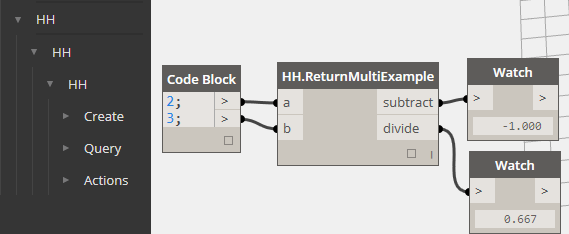 HH
HH
HH
Create
Query
Actions
Code Block
2; >
3; >
HH.ReturnMultiExample
a subtract
b divide
Watch
> >
-1.000
Watch
> >
0.667